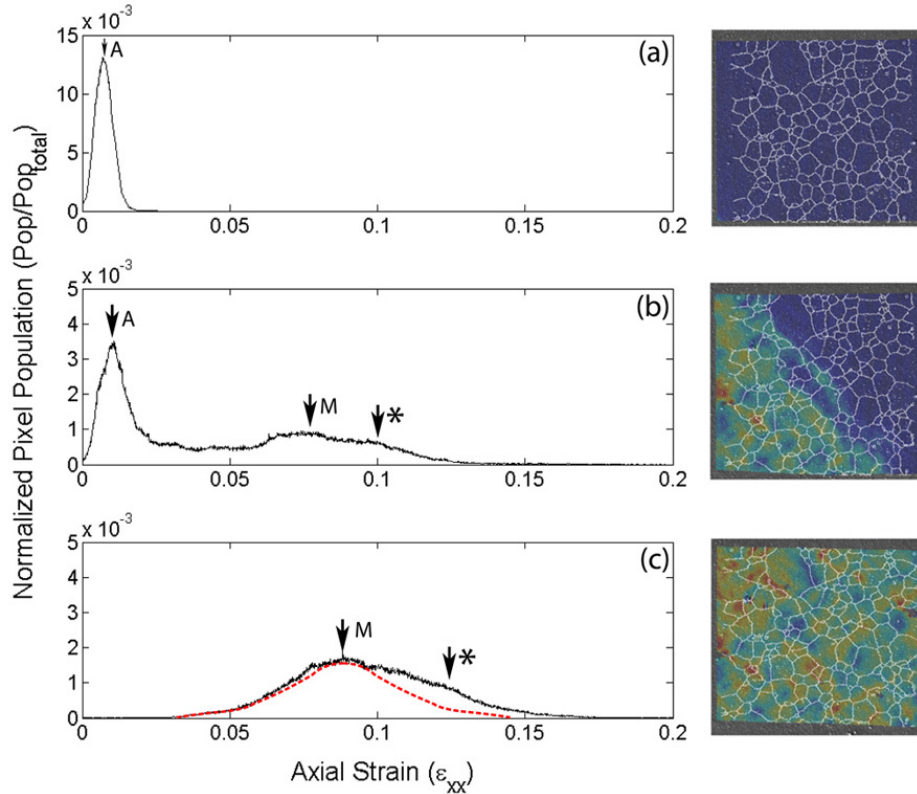 Normalized Pixel Population (Pop/Pop_total)
x 10^-3
(a)
A
15
10
5
0
0 0.05 0.1 0.15 0.2
x 10^-3
(b)
A
M
*
5
4
3
2
1
0
0 0.05 0.1 0.15 0.2
x 10^-3
(c)
M
*
5
4
3
2
1
0
0 0.05 0.1 0.15 0.2
Axial Strain (ε_xx)